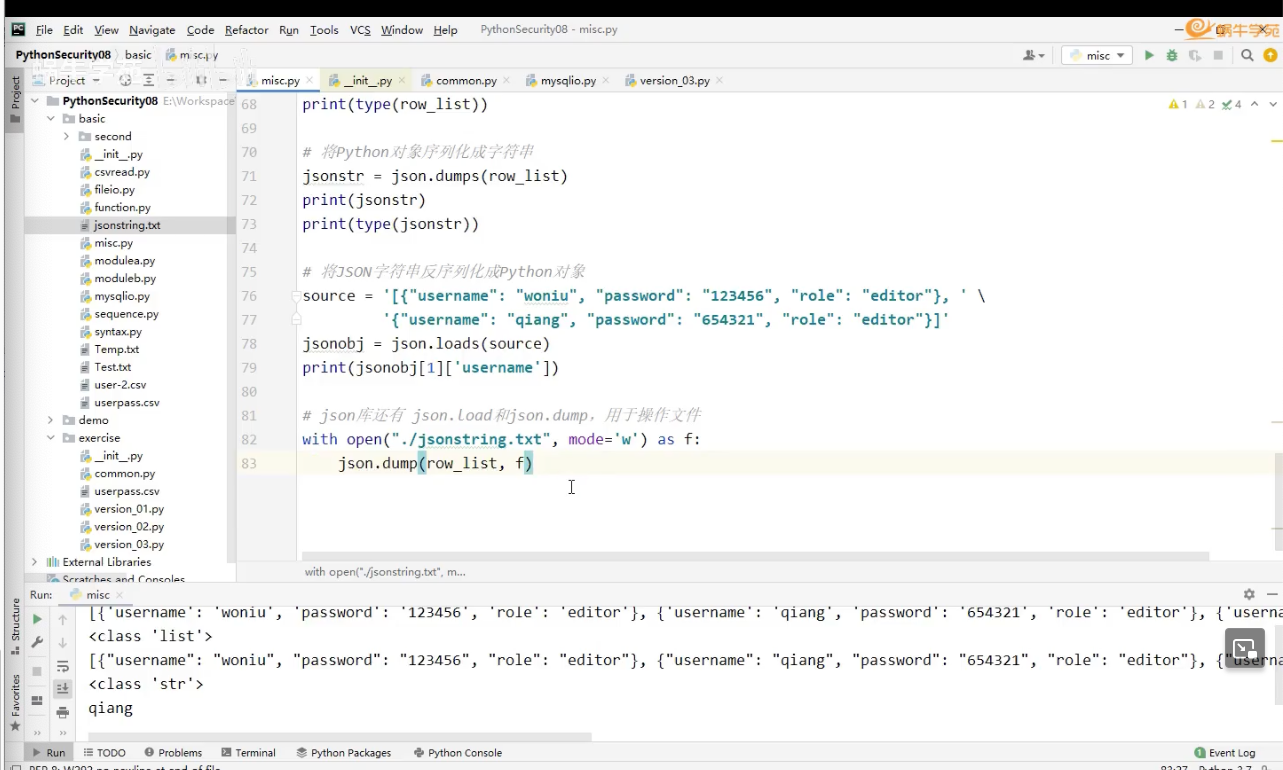 File Edit View Navigate Code Refactor Run Tools VCS Window Help PythonSecurity08 - misc.py
蜗牛学苑
PythonSecurity08 basic misc.py misc
Project
misc.py __init__.py common.py mysqlio.py version_03.py
Project
PythonSecurity08 E:\Workspace
basic
second
__init__.py
csvread.py
fileio.py
function.py
jsonstring.txt
misc.py
modulea.py
moduleb.py
mysqlio.py
sequence.py
syntax.py
Temp.txt
Test.txt
user-2.csv
userpass.csv
demo
exercise
__init__.py
common.py
userpass.csv
version_01.py
version_02.py
version_03.py
External Libraries
Scratches and Consoles
1 2 4
68 print(type(row_list))
69
70 # 将Python对象序列化成字符串
71 jsonstr = json.dumps(row_list)
72 print(jsonstr)
73 print(type(jsonstr))
74
75 # 将JSON字符串反序列化成Python对象
76 source = '[{"username": "woniu", "password": "123456", "role": "editor"}, ' \
77 '{"username": "qiang", "password": "654321", "role": "editor"}]'
78 jsonobj = json.loads(source)
79 print(jsonobj[1]['username'])
80
81 # json库还有 json.load和json.dump，用于操作文件
82 with open("./jsonstring.txt", mode='w') as f:
83 json.dump(row_list, f)
with open("./jsonstring.txt", m...
Run: misc
[{'username': 'woniu', 'password': '123456', 'role': 'editor'}, {'username': 'qiang', 'password': '654321', 'role': 'editor'}, {'userna
<class 'list'>
[{"username": "woniu", "password": "123456", "role": "editor"}, {"username": "qiang", "password": "654321", "role": "editor"}, {"userna
<class 'str'>
qiang
Structure
Favorites
Run TODO Problems Terminal Python Packages Python Console 1 Event Log
PEP 8: W292 no newline at end of file 83:27 Python 3.7